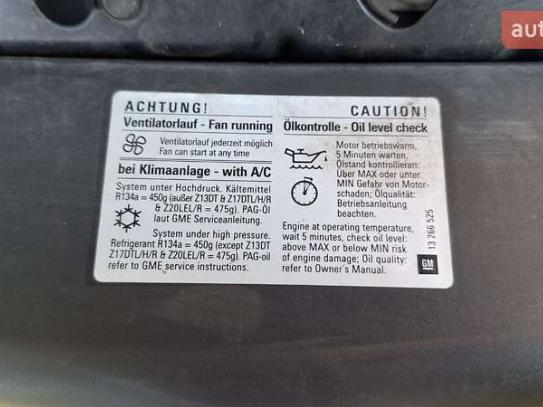 auto
ACHTUNG!
Ventilatorlauf - Fan running
Ventilatorlauf jederzeit möglich
Fan can start at any time
bei Klimaanlage - with A/C
System unter Hochdruck. Kältemittel
R134a = 450g (außer Z13DT & Z17DTL/H/R
& Z20LEL/R = 475g). PAG-Öl
laut GME Serviceanleitung.
System under high pressure.
Refrigerant R134a = 450g (except Z13DT
Z17DTL/H/R & Z20LEL/R = 475g). PAG-oil
refer to GME service instructions.
CAUTION!
Ölkontrolle - Oil level check
Motor betriebswarm,
5 Minuten warten,
Ölstand kontrollieren:
Über MAX oder unter
MIN Gefahr von Motor-
schaden; Ölqualität:
Betriebsanleitung
beachten.
Engine at operating temperature,
wait 5 minutes, check oil level:
above MAX or below MIN risk
of engine damage; Oil quality:
refer to Owner's Manual.
13 266 525
GM